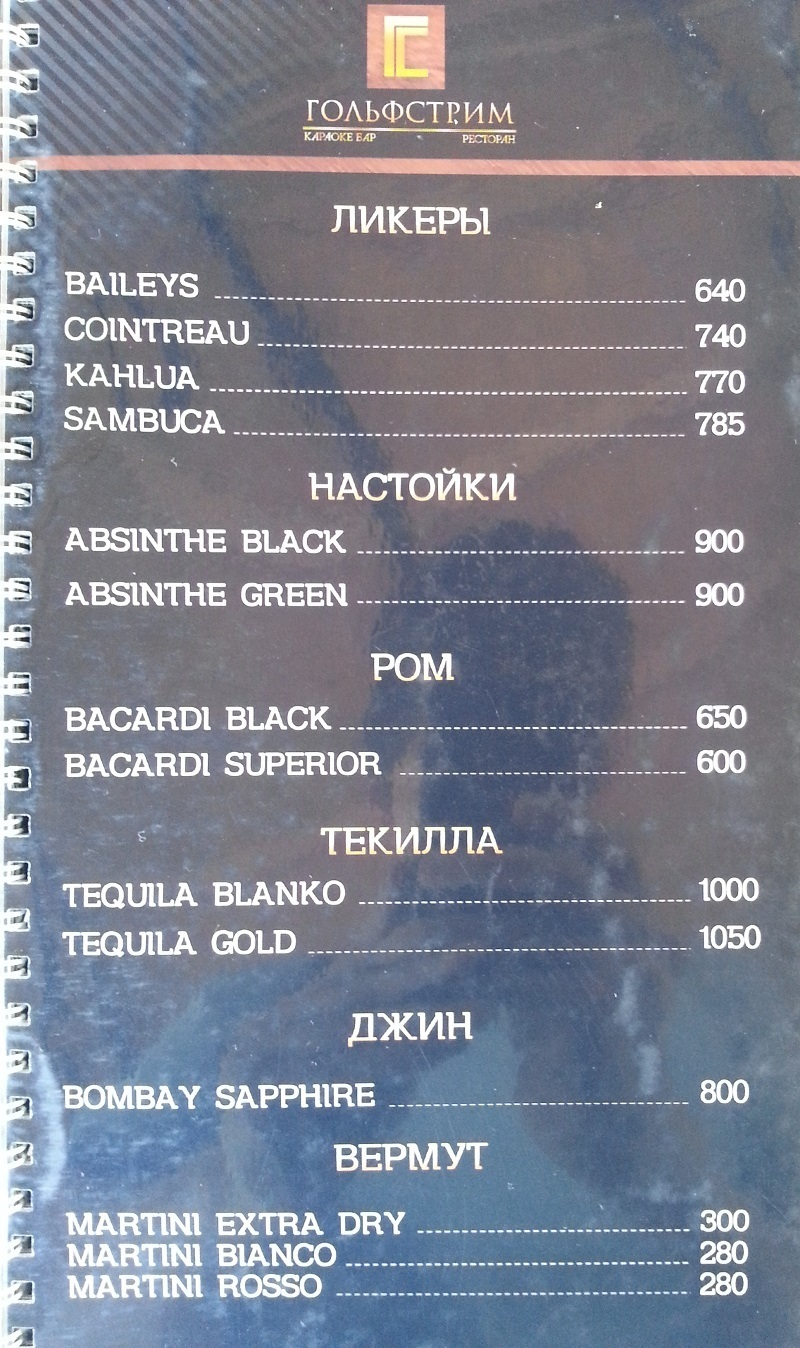 ГОЛЬФСТРИМ
КАРАОКЕ БАР РЕСТОРАН
ЛИКЕРЫ
BAILEYS 640
COINTREAU 740
KAHLUA 770
SAMBUCA 785
НАСТОЙКИ
ABSINTHE BLACK 900
ABSINTHE GREEN 900
РОМ
BACARDI BLACK 650
BACARDI SUPERIOR 600
ТЕКИЛЛА
TEQUILA BLANKO 1000
TEQUILA GOLD 1050
ДЖИН
BOMBAY SAPPHIRE 800
ВЕРМУТ
MARTINI EXTRA DRY 300
MARTINI BIANCO 280
MARTINI ROSSO 280